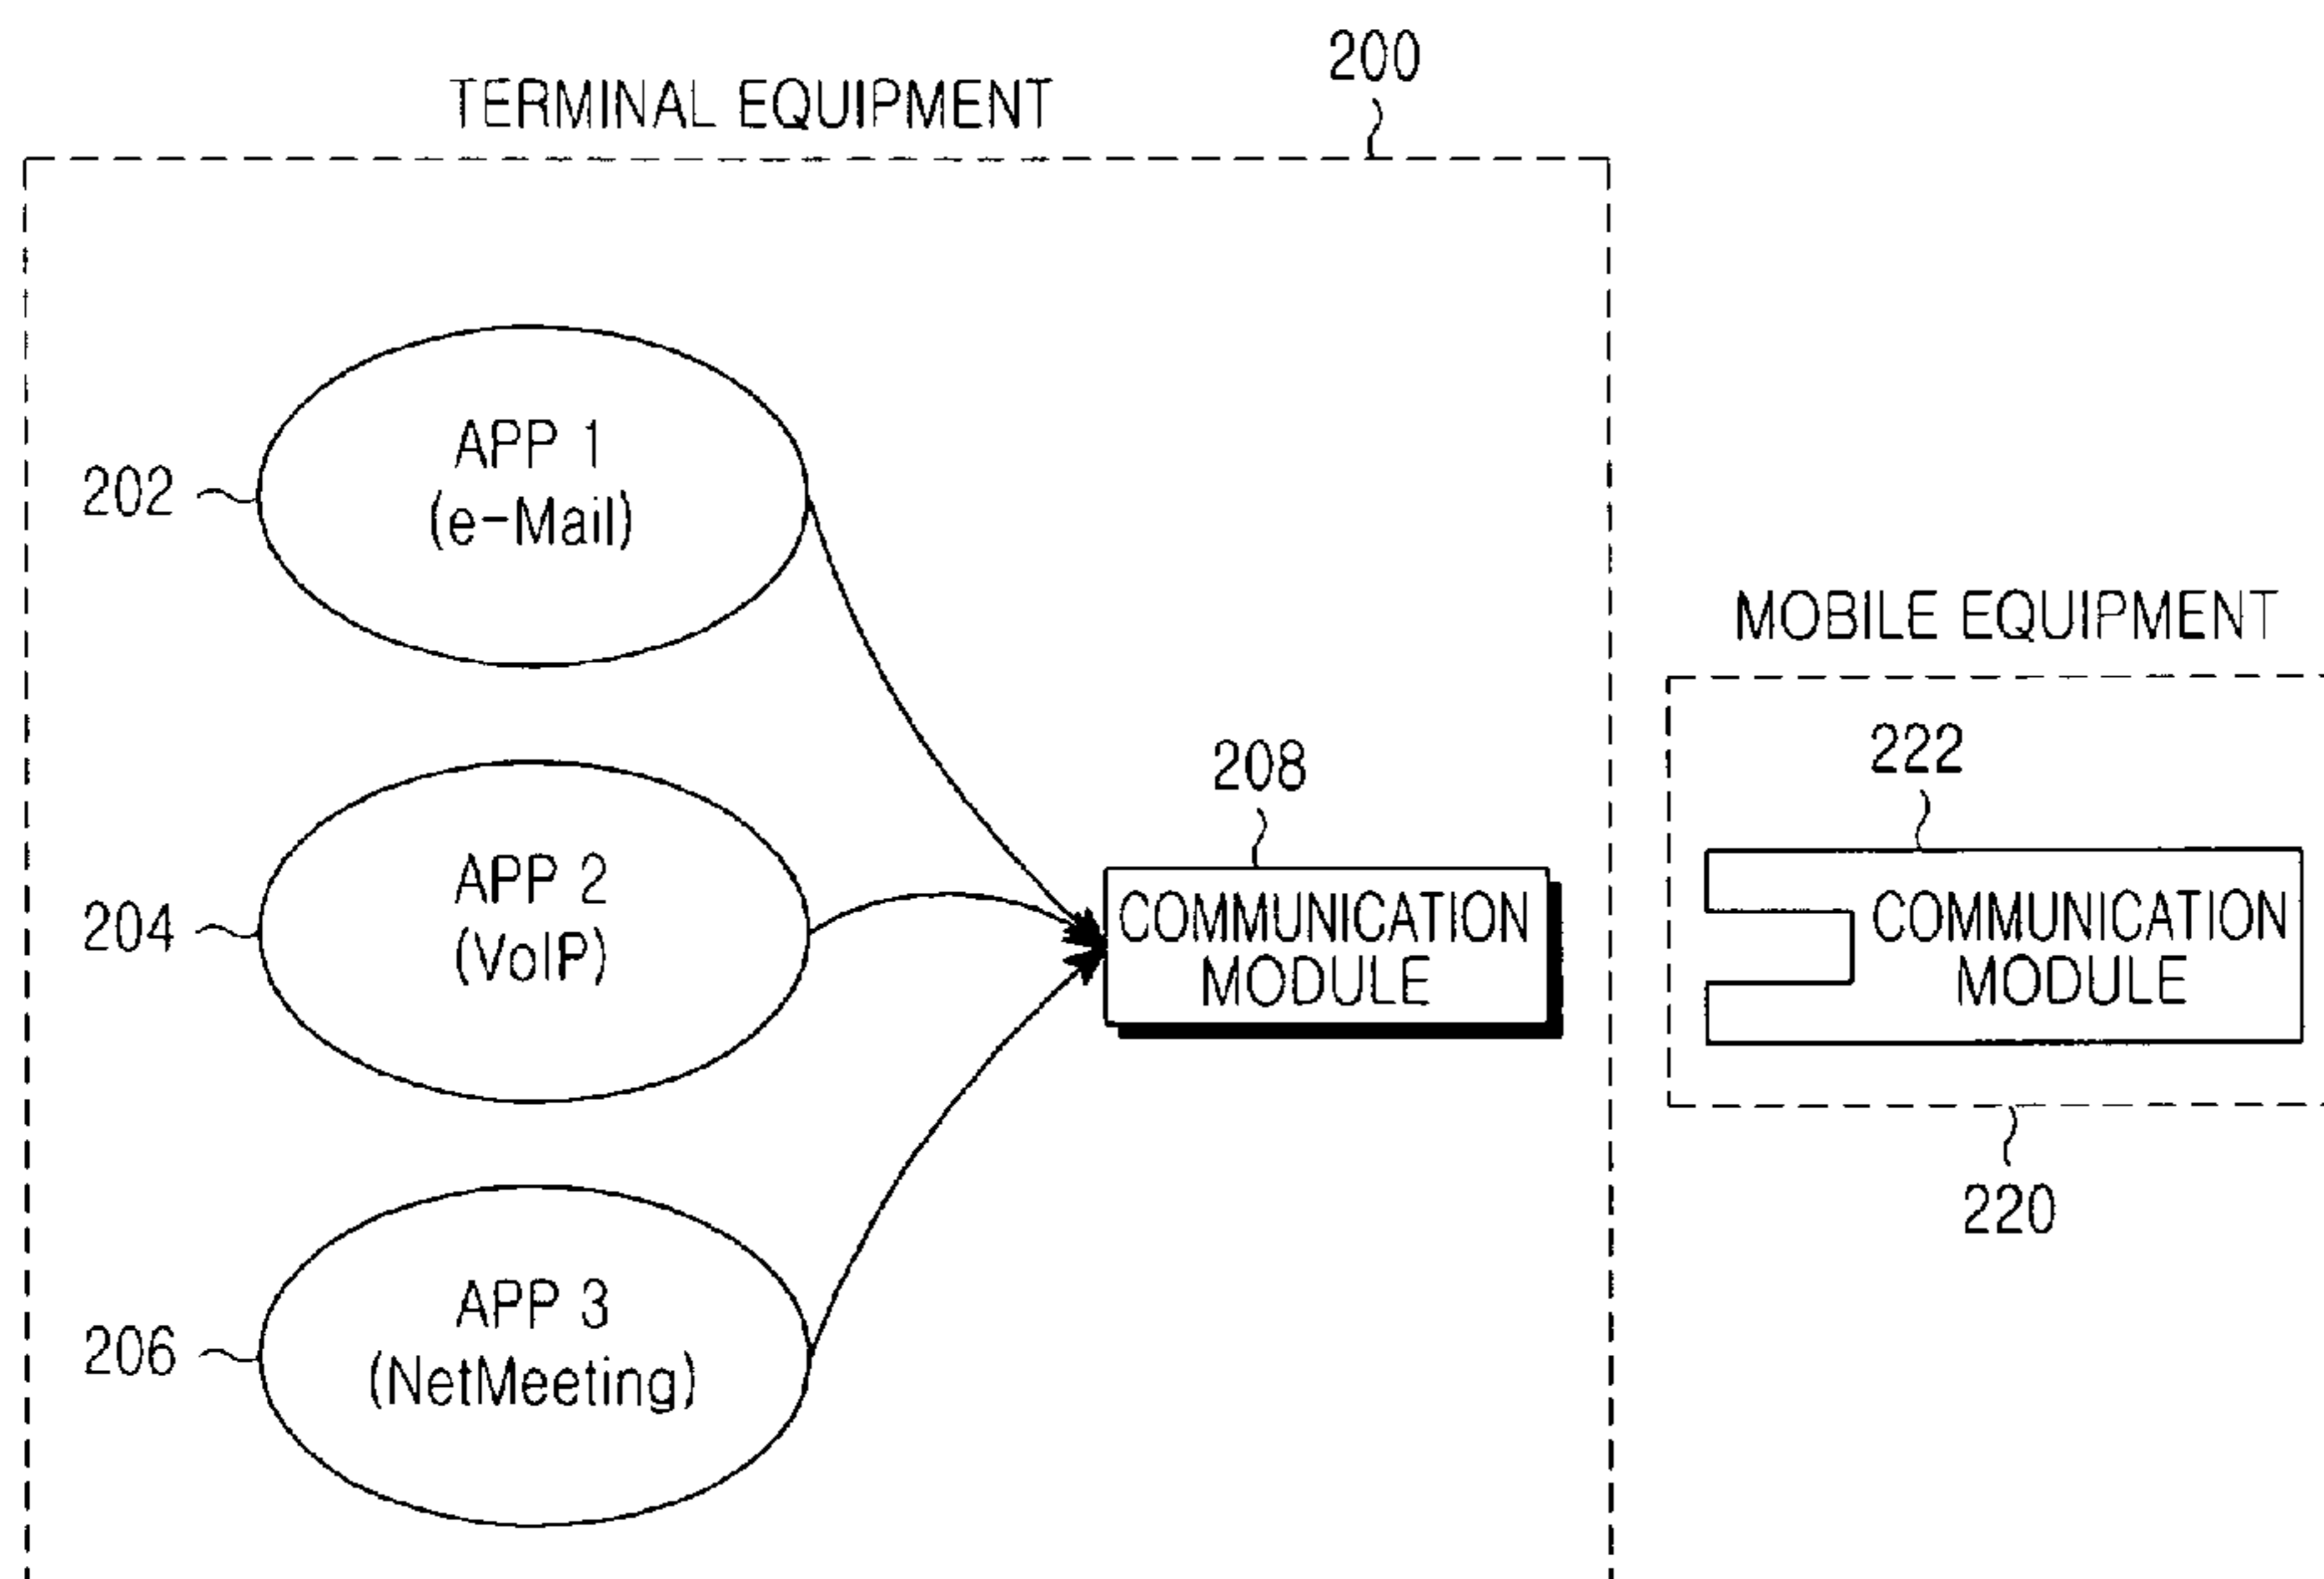 200
TERMINAL EQUIPMENT
APP 1
(e-Mail)
202
MOBILE EQUIPMENT
208
222
APP 2
(VoIP)
204
COMMUNICATION
MODULE
COMMUNICATION
MODULE
220
APP 3
(NetMeeting)
206